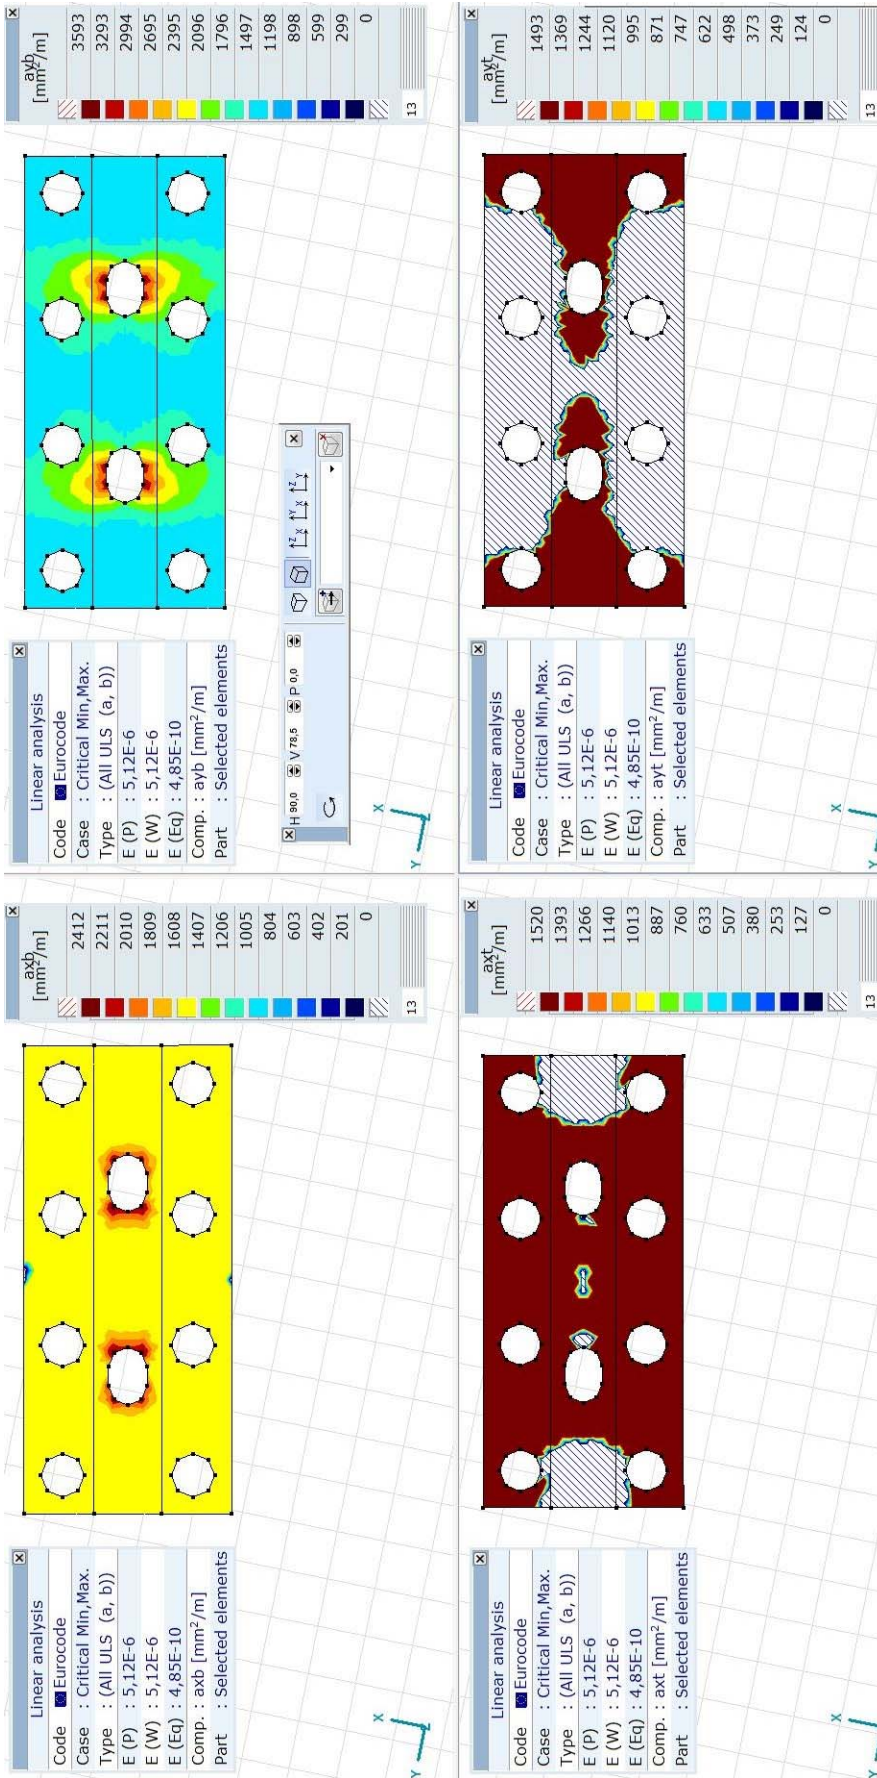 Linear analysis
Code : Eurocode
Case : Critical Min,Max.
Type : (All ULS (a, b))
E (P) : 5,12E-6
E (W) : 5,12E-6
E (Eq) : 4,85E-10
Comp. : axb [mm²/m]
Part : Selected elements
axb
[mm²/m]
2412
2211
2010
1809
1608
1407
1206
1005
804
603
402
201
0
13
Y
X
Linear analysis
Code : Eurocode
Case : Critical Min,Max.
Type : (All ULS (a, b))
E (P) : 5,12E-6
E (W) : 5,12E-6
E (Eq) : 4,85E-10
Comp. : ayb [mm²/m]
Part : Selected elements
ayb
[mm²/m]
3593
3293
2994
2695
2395
2096
1796
1497
1198
898
599
299
0
13
H 90,0 V 78,5 P 0,0
Z X Y X Z Y
Y
X
Linear analysis
Code : Eurocode
Case : Critical Min,Max.
Type : (All ULS (a, b))
E (P) : 5,12E-6
E (W) : 5,12E-6
E (Eq) : 4,85E-10
Comp. : axt [mm²/m]
Part : Selected elements
axt
[mm²/m]
1520
1393
1266
1140
1013
887
760
633
507
380
253
127
0
13
Y
X
Linear analysis
Code : Eurocode
Case : Critical Min,Max.
Type : (All ULS (a, b))
E (P) : 5,12E-6
E (W) : 5,12E-6
E (Eq) : 4,85E-10
Comp. : ayt [mm²/m]
Part : Selected elements
ayt
[mm²/m]
1493
1369
1244
1120
995
871
747
622
498
373
249
124
0
13
Y
X